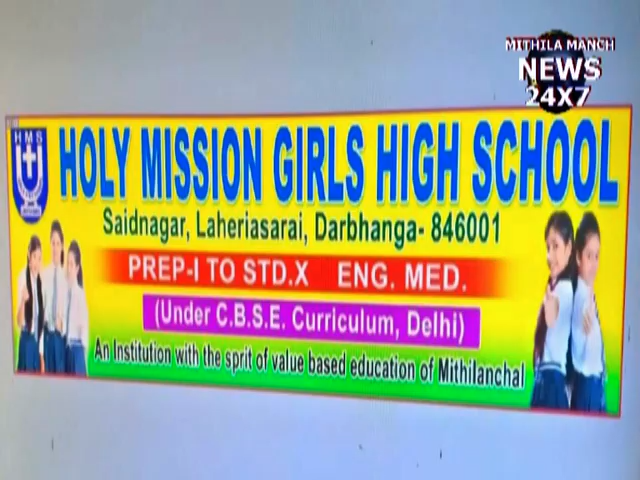 MITHILA MANCH
NEWS
24X7
HMS
HOLY MISSION GIRLS HIGH SCHOOL
Saidnagar, Laheriasarai, Darbhanga- 846001
PREP-I TO STD.X ENG. MED.
(Under C.B.S.E. Curriculum, Delhi)
An Institution with the sprit of value based education of Mithilanchal